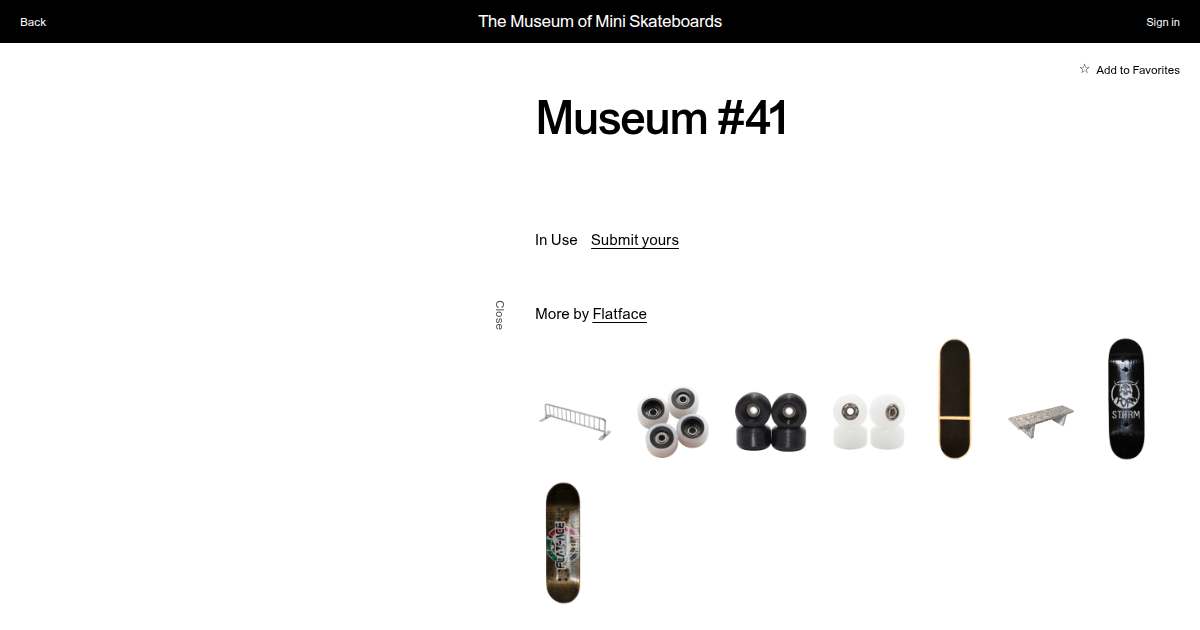 Back
The Museum of Mini Skateboards
Sign in
☆ Add to Favorites
Museum #41
In Use Submit yours
Close
More by Flatface
STORM
FLATFACE